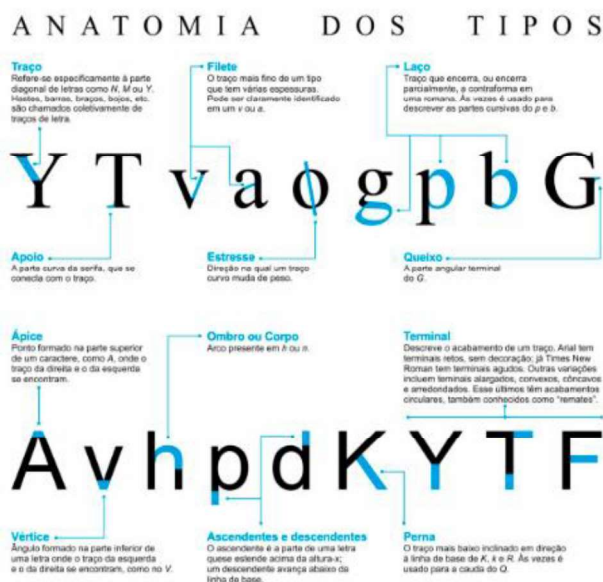 ANATOMIA DOS TIPOS
Traço
Refere-se especificamente à parte
diagonal de letras como N, M ou Y.
Hastes, barras, braços, bojos, etc.
são chamados coletivamente de
traços de letra.
Filete
O traço mais fino de um tipo
que tem várias espessuras.
Pode ser claramente identificado
em um v ou a.
Laço
Traço que encerra, ou encerra
parcialmente, a contraforma em
uma romana. Às vezes é usado para
descrever as partes cursivas do p e b.
Y T v a o g p b G
Apoio
A parte curva da serifa, que se
conecta com o traço.
Estresse
Direção na qual um traço
curvo muda de peso.
Queixo
A parte angular terminal
do G.
Ápice
Ponto formado na parte superior
de um caractere, como A, onde o
traço da direita e o da esquerda
se encontram.
Ombro ou Corpo
Arco presente em h ou n.
Terminal
Descreve o acabamento de um traço. Arial tem
terminais retos, sem decoração; já Times New
Roman tem terminais agudos. Outras variações
incluem teminais alargados, convexos, côncavos
e arredondados. Esse últimos têm acabamentos
circulares, também conhecidos como “remates”.
A v h p d K Y T F
Vértice
Ângulo formado na parte inferior de
uma letra onde o traço da esquerda
e o da direita se encontram, como no V.
Ascendentes e descendentes
O ascendente é a parte de uma letra
que se estende acima da altura-x;
um descendente avança abaixo da
linha de base.
Perna
O traço mais baixo inclinado em direção
à linha de base de K, k e R. Às vezes é
usado para a cauda do Q.